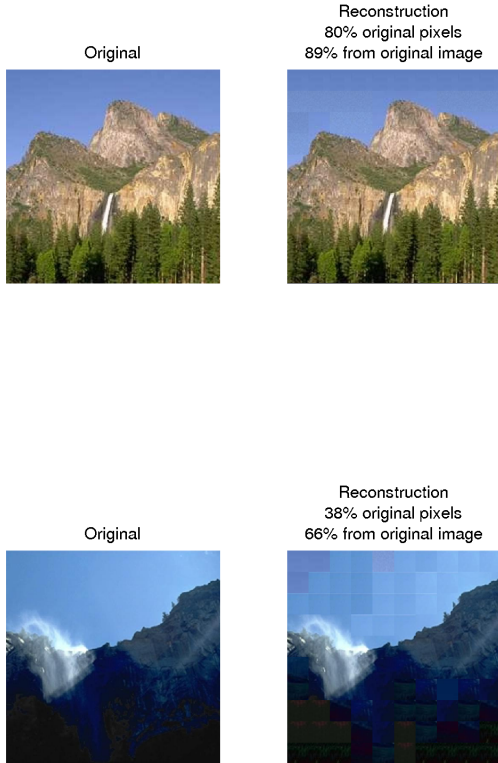 Original
Reconstruction
80% original pixels
89% from original image
Original
Reconstruction
38% original pixels
66% from original image